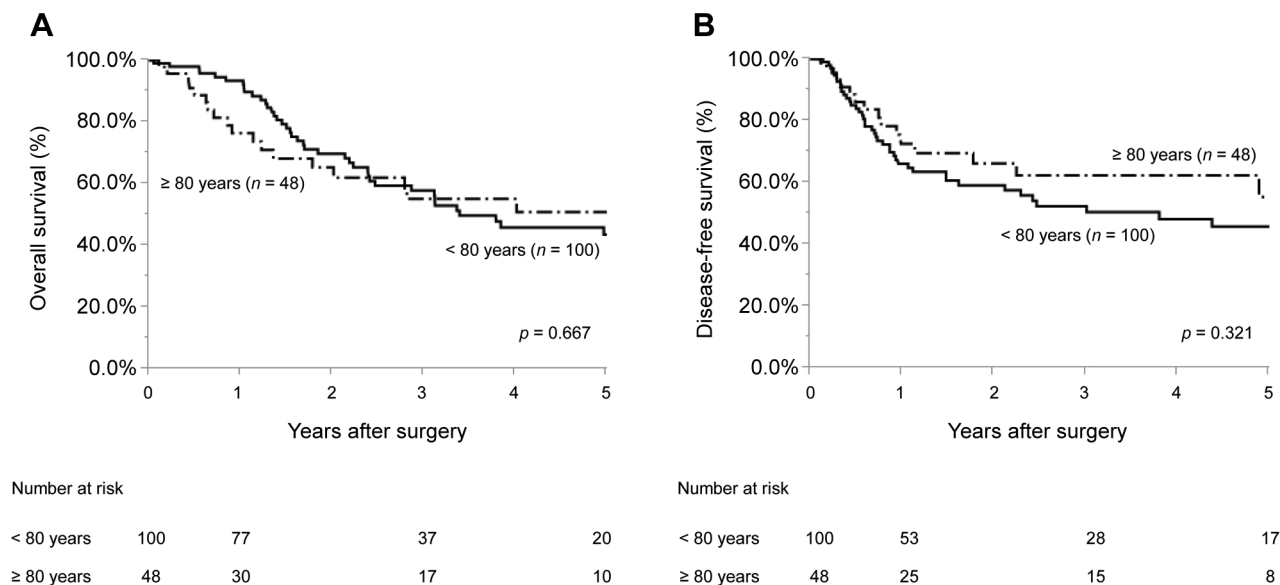 A
Overall survival (%)
100.0%
80.0%
60.0%
40.0%
20.0%
0.0%
≥ 80 years (n = 48)
< 80 years (n = 100)
p = 0.667
0 1 2 3 4 5
Years after surgery
Number at risk
< 80 years 100 77 37 20
≥ 80 years 48 30 17 10
B
Disease-free survival (%)
100.0%
80.0%
60.0%
40.0%
20.0%
0.0%
≥ 80 years (n = 48)
< 80 years (n = 100)
p = 0.321
0 1 2 3 4 5
Years after surgery
Number at risk
< 80 years 100 53 28 17
≥ 80 years 48 25 15 8